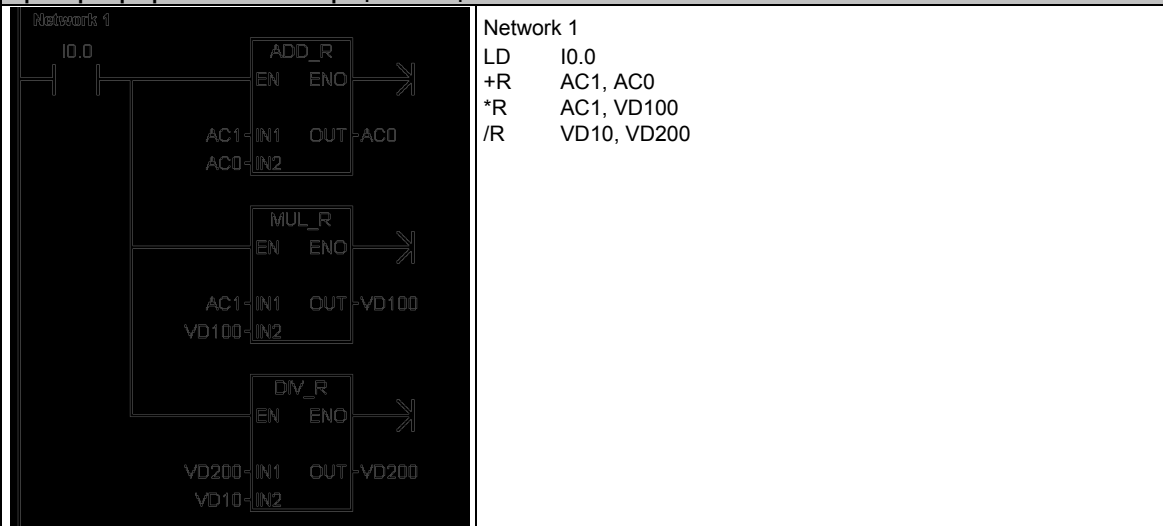 Network 1
I0.0
ADD_R
EN ENO
AC1 IN1 OUT AC0
AC0 IN2
MUL_R
EN ENO
AC1 IN1 OUT VD100
VD100 IN2
DIV_R
EN ENO
VD200 IN1 OUT VD200
VD10 IN2
Network 1
LD I0.0
+R AC1, AC0
*R AC1, VD100
/R VD10, VD200